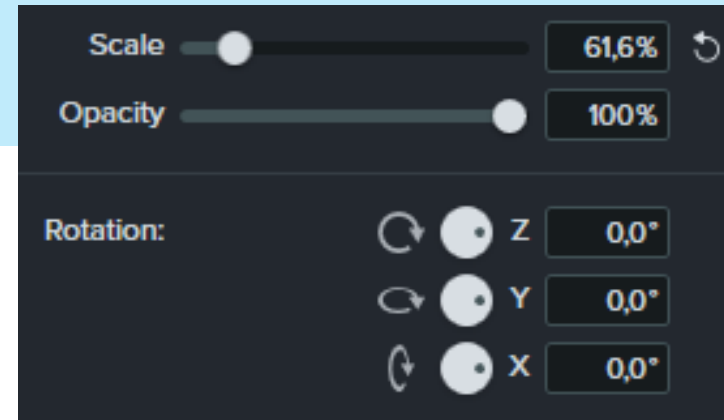 Scale 61,6%
Opacity 100%
Rotation: Z 0,0°
Y 0,0°
X 0,0°